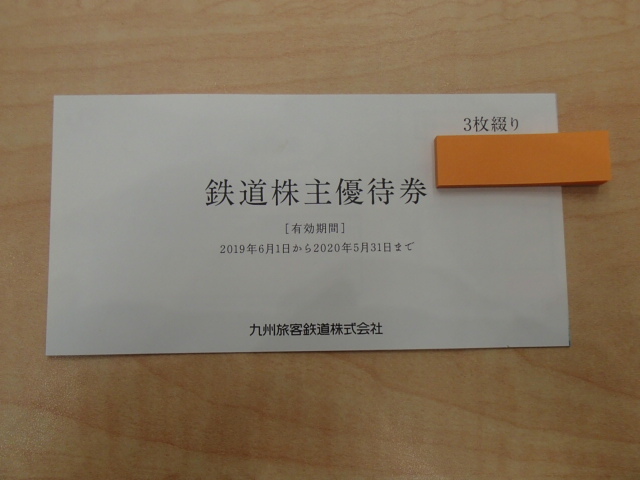 3枚綴り
鉄道株主優待券
[有効期間]
2019年6月1日から2020年5月31日まで
九州旅客鉄道株式会社